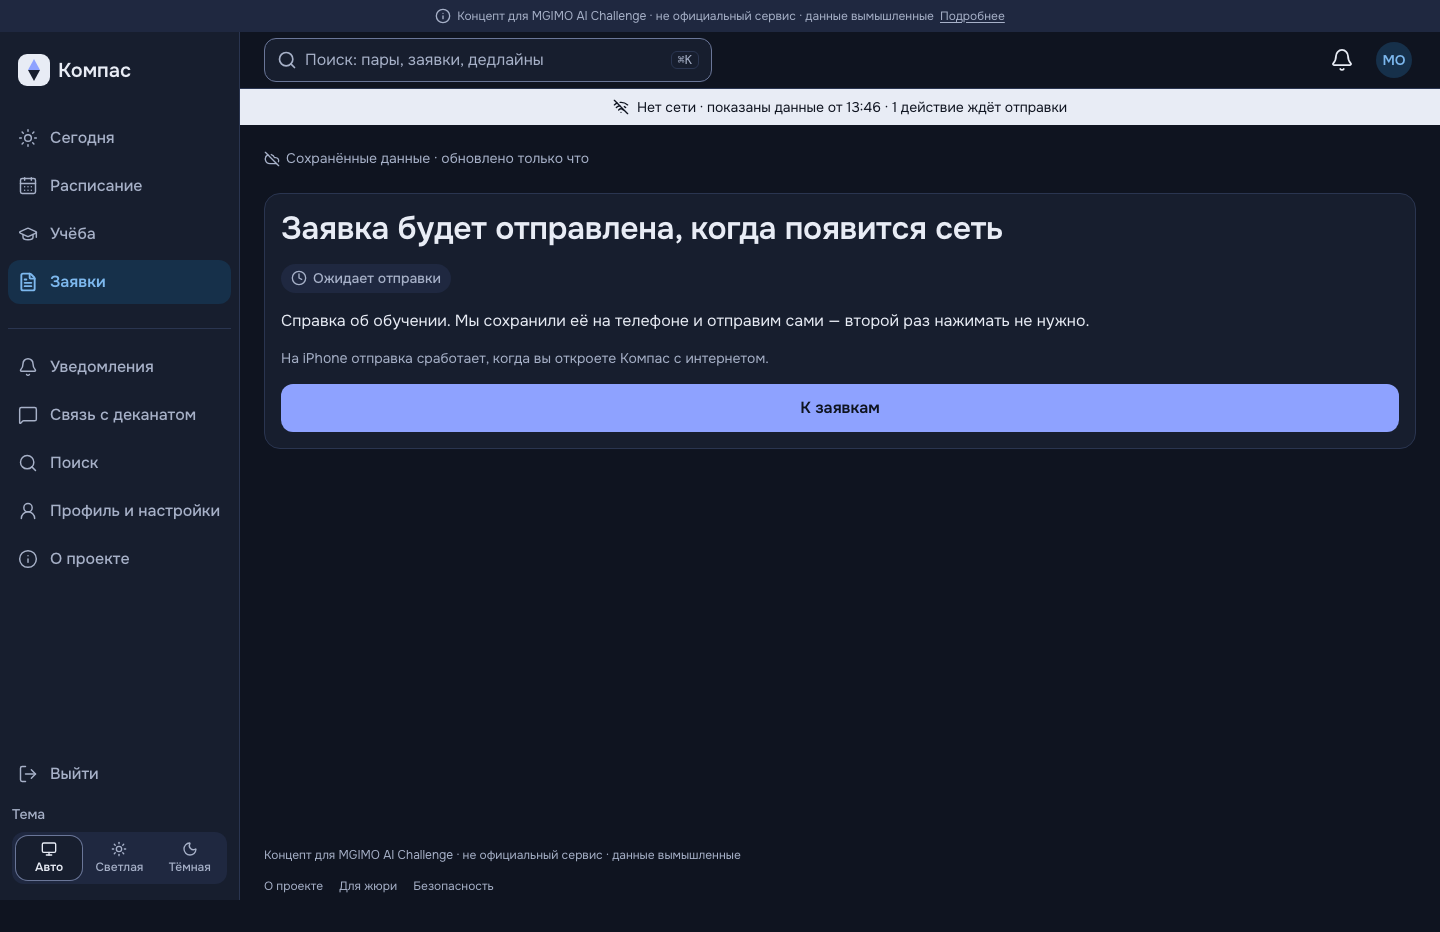 Концепт для MGIMO AI Challenge · не официальный сервис · данные вымышленные Подробнее
Компас
Поиск: пары, заявки, дедлайны
⌘K
МО
Нет сети · показаны данные от 13:46 · 1 действие ждёт отправки
Сегодня
Расписание
Учёба
Заявки
Уведомления
Связь с деканатом
Поиск
Профиль и настройки
О проекте
Выйти
Тема
Авто
Светлая
Тёмная
Сохранённые данные · обновлено только что
Заявка будет отправлена, когда появится сеть
Ожидает отправки
Справка об обучении. Мы сохранили её на телефоне и отправим сами — второй раз нажимать не нужно.
На iPhone отправка сработает, когда вы откроете Компас с интернетом.
К заявкам
Концепт для MGIMO AI Challenge · не официальный сервис · данные вымышленные
О проекте Для жюри Безопасность